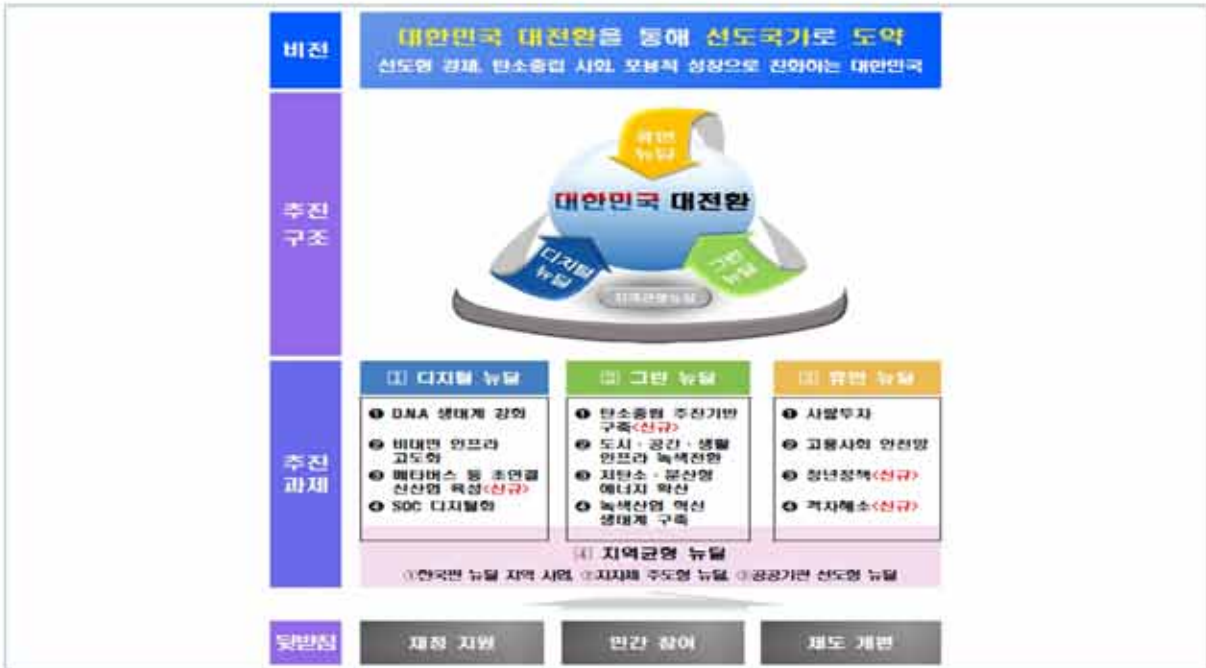 비전
대한민국 대전환을 통해 선도국가로 도약
선도형 경제, 탄소중립 사회, 포용적 성장으로 진화하는 대한민국
추진
구조
휴먼
뉴딜
대한민국 대전환
디지털
뉴딜
그린
뉴딜
지역균형뉴딜
추진
과제
[1] 디지털 뉴딜
❶ D.N.A 생태계 강화
❷ 비대면 인프라
고도화
❸ 메타버스 등 초연결
신산업 육성<신규>
❹ SOC 디지털화
[2] 그린 뉴딜
❶ 탄소중립 추진기반
구축<신규>
❷ 도시·공간·생활
인프라 녹색전환
❸ 저탄소·분산형
에너지 확산
❹ 녹색산업 혁신
생태계 구축
[3] 휴먼 뉴딜
❶ 사람투자
❷ 고용사회 안전망
❸ 청년정책<신규>
❹ 격차해소<신규>
[4] 지역균형 뉴딜
①한국판 뉴딜 지역 사업, ②지자체 주도형 뉴딜, ③공공기관 선도형 뉴딜
뒷받침
재정 지원
민간 참여
제도 개편